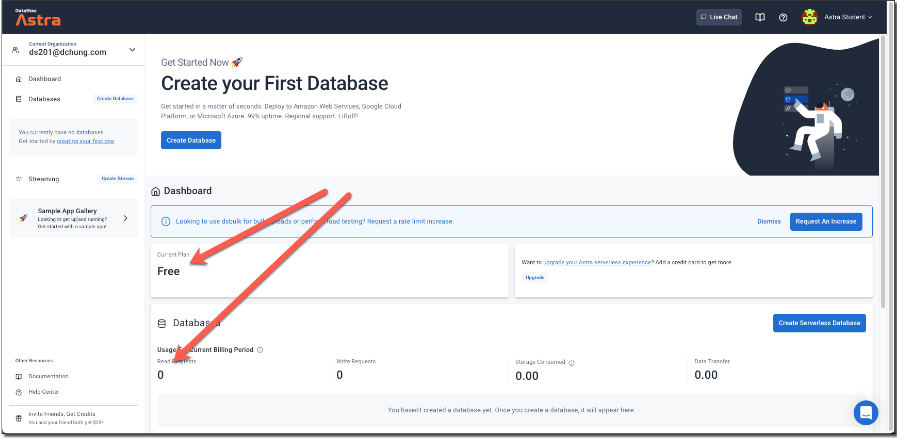 DataStax
Astra
Live Chat
Astra Student
Current Organization
ds201@dchung.com
Dashboard
Databases
Create Database
You currently have no databases
Get started by creating your first one
Streaming
Create Stream
Sample App Gallery
Looking to get up and running?
Get started with a sample app!
Other Resources
Documentation
Help Center
Invite Friends, Get Credits
You and your friend both get $25!
Get Started Now 🚀
Create your First Database
Get started in a matter of seconds. Deploy to Amazon Web Services, Google Cloud
Platform, or Microsoft Azure. 99% uptime. Regional support. Liftoff!
Create Database
Dashboard
Looking to use dsbulk for bulk loads or perform load testing? Request a rate limit increase.
Dismiss
Request An Increase
Current Plan
Free
Want to upgrade your Astra serverless experience? Add a credit card to get more.
Upgrade
Databases
Create Serverless Database
Usage Current Billing Period
Read Requests
0
Write Requests
0
Storage Consumed
0.00
Data Transfer
0.00
You haven't created a database yet. Once you create a database, it will appear here.